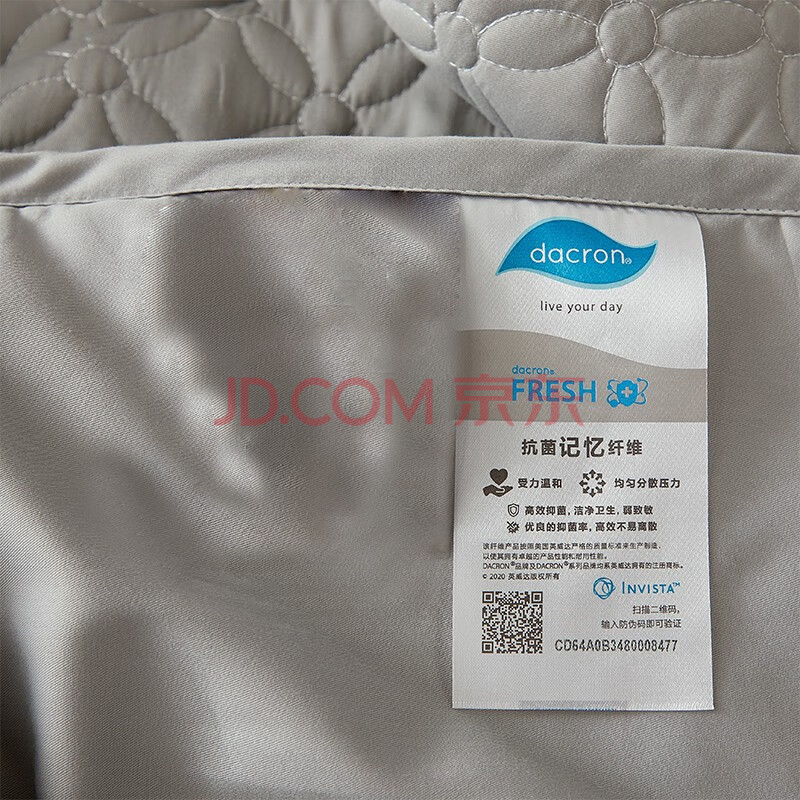 dacron®
live your day
dacron®
FRESH
JD.COM 京东
抗菌记忆纤维
受力温和 均匀分散压力
高效抑菌，洁净卫生，弱致敏
优良的抑菌率，高效不易离散
该纤维产品按照美国英威达严格的质量标准来生产制造，
以使其拥有卓越的产品性能和耐用性能。
DACRON®品牌及DACRON®系列品牌均系英威达拥有的注册商标。
© 2020 英威达版权所有
INVISTA™
扫描二维码，
输入防伪码即可验证
CD64A0B3480008477